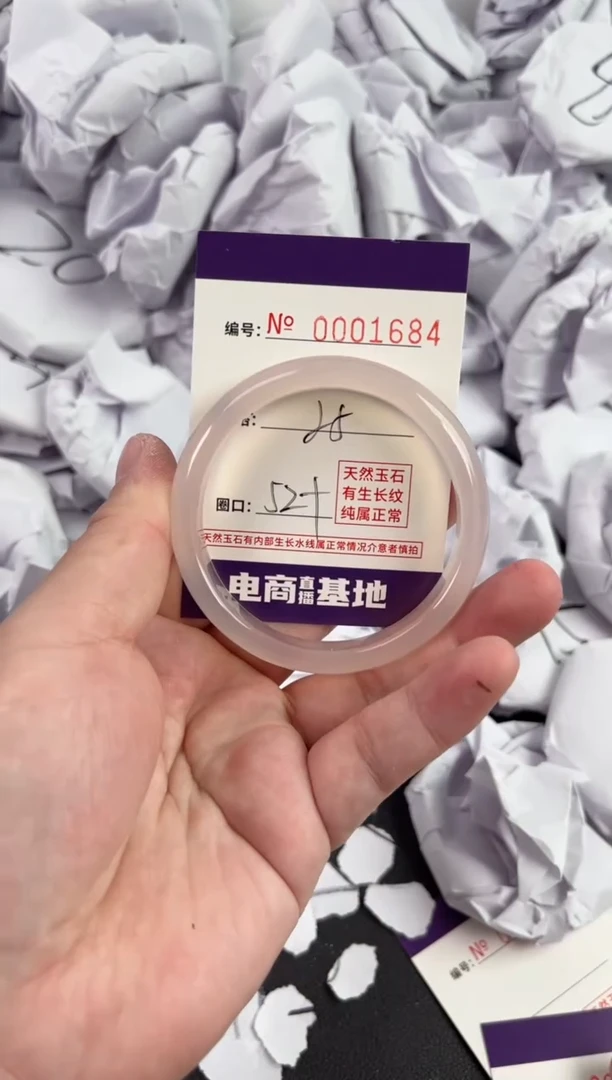 编号: № 0001684
: 28
天然玉石
有生长纹
纯属正常
圈口: 52+
天然玉石有内部生长水线属正常情况介意者慎拍
电商直播基地
编号: №